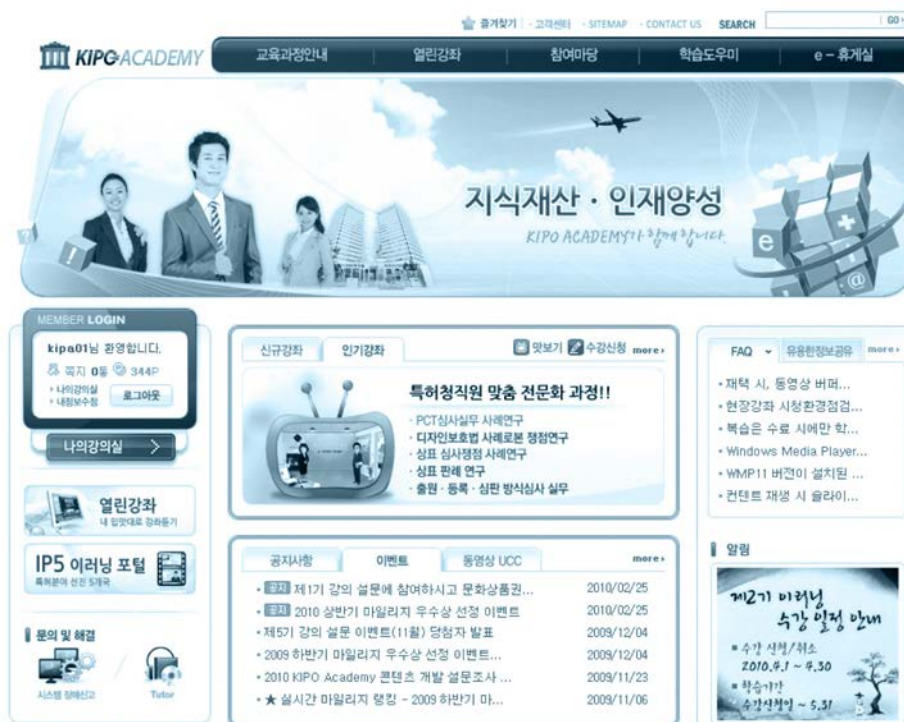 즐겨찾기 · 고객센터 · SITEMAP · CONTACT US SEARCH GO
KIPO ACADEMY 교육과정안내 열린강좌 참여마당 학습도우미 e - 휴게실
지식재산 · 인재양성
KIPO ACADEMY가 함께 합니다.
e + ! @ ?
MEMBER LOGIN
kipa01님 환영합니다.
쪽지 0통 344P
나의강의실
내정보수정
로그아웃
나의강의실
열린강좌
내 입맛대로 강좌듣기
IP5 이러닝 포털
특허분야 선진 5개국
문의 및 해결
시스템 장애신고 Tutor
신규강좌 인기강좌 맛보기 수강신청 more
특허청직원 맞춤 전문화 과정!!
· PCT심사실무 사례연구
· 디자인보호법 사례로본 쟁점연구
· 상표 심사쟁점 사례연구
· 상표 판례 연구
· 출원 · 등록 · 심판 방식심사 실무
공지사항 이벤트 동영상 UCC more
· 공지 제1기 강의 설문에 참여하시고 문화상품권... 2010/02/25
· 공지 2010 상반기 마일리지 우수상 선정 이벤트 2010/02/25
· 제5기 강의 설문 이벤트(11월) 당첨자 발표 2009/12/04
· 2009 하반기 마일리지 우수상 선정 이벤트... 2009/12/04
· 2010 KIPO Academy 콘텐츠 개발 설문조사 ... 2009/11/23
· ★ 실시간 마일리지 랭킹 - 2009 하반기 마... 2009/11/06
FAQ 유용한정보공유 more
· 재택 시, 동영상 버퍼...
· 현장강좌 시청환경점검...
· 복습은 수료 시에만 학...
· Windows Media Player...
· WMP11 버전이 설치된 ...
· 컨텐트 재생 시 슬라이...
알림
제2기 이러닝
수강 일정 안내
수강 신청/취소
2010.4.1 ~ 4.30
학습기간
수강신청일 ~ 5.31